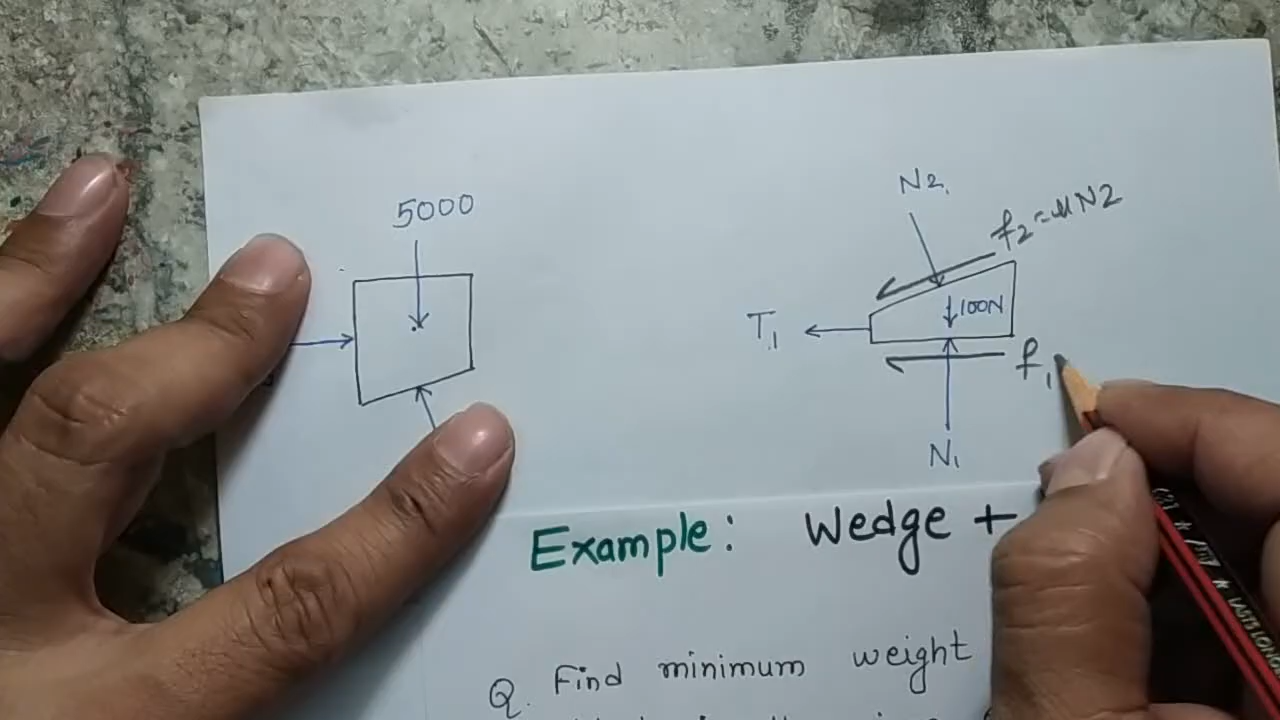 5000
N2.
f2=μN2
100N
T1
f1
N1
Example: Wedge +
Q. Find minimum weight